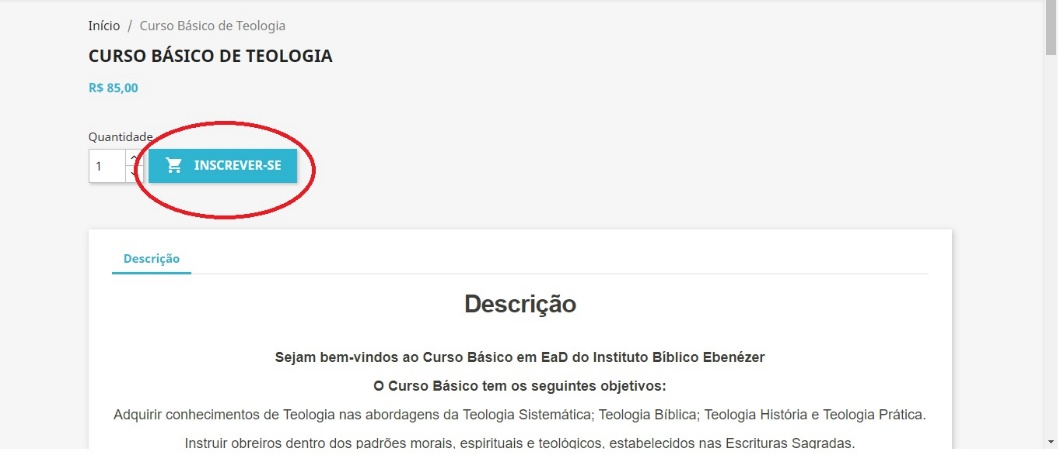 Início / Curso Básico de Teologia
CURSO BÁSICO DE TEOLOGIA
R$ 85,00
Quantidade
1 INSCREVER-SE
Descrição
Descrição
Sejam bem-vindos ao Curso Básico em EaD do Instituto Bíblico Ebenézer
O Curso Básico tem os seguintes objetivos:
Adquirir conhecimentos de Teologia nas abordagens da Teologia Sistemática; Teologia Bíblica; Teologia História e Teologia Prática.
Instruir obreiros dentro dos padrões morais, espirituais e teológicos, estabelecidos nas Escrituras Sagradas.